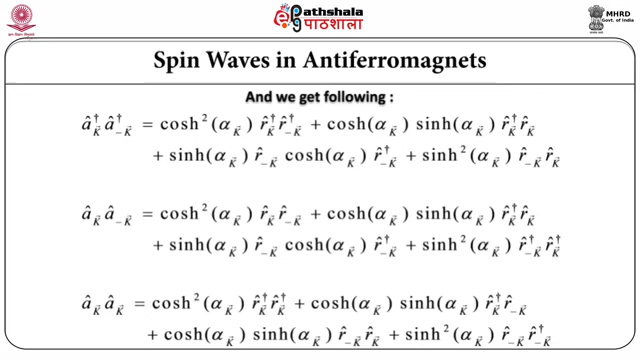 ePathshala
पाठशाला
MHRD
Govt. of India
Spin Waves in Antiferromagnets
And we get following :
â†_K⃗ â†_-K⃗ = cosh²(α_K⃗) r̂†_K⃗ r̂†_-K⃗ + cosh(α_K⃗) sinh(α_K⃗) r̂†_K⃗ r̂_K⃗
+ sinh(α_K⃗) r̂_-K⃗ cosh(α_K⃗) r̂†_-K⃗ + sinh²(α_K⃗) r̂_-K⃗ r̂_K⃗
â_K⃗ â_-K⃗ = cosh²(α_K⃗) r̂_K⃗ r̂_-K⃗ + cosh(α_K⃗) sinh(α_K⃗) r̂†_K⃗ r̂_K⃗
+ sinh(α_K⃗) r̂_-K⃗ cosh(α_K⃗) r̂†_-K⃗ + sinh²(α_K⃗) r̂†_-K⃗ r̂†_K⃗
â_K⃗ â_K⃗ = cosh²(α_K⃗) r̂†_K⃗ r̂†_K⃗ + cosh(α_K⃗) sinh(α_K⃗) r̂†_K⃗ r̂_-K⃗
+ cosh(α_K⃗) sinh(α_K⃗) r̂_-K⃗ r̂_K⃗ + sinh²(α_K⃗) r̂_-K⃗ r̂†_-K⃗